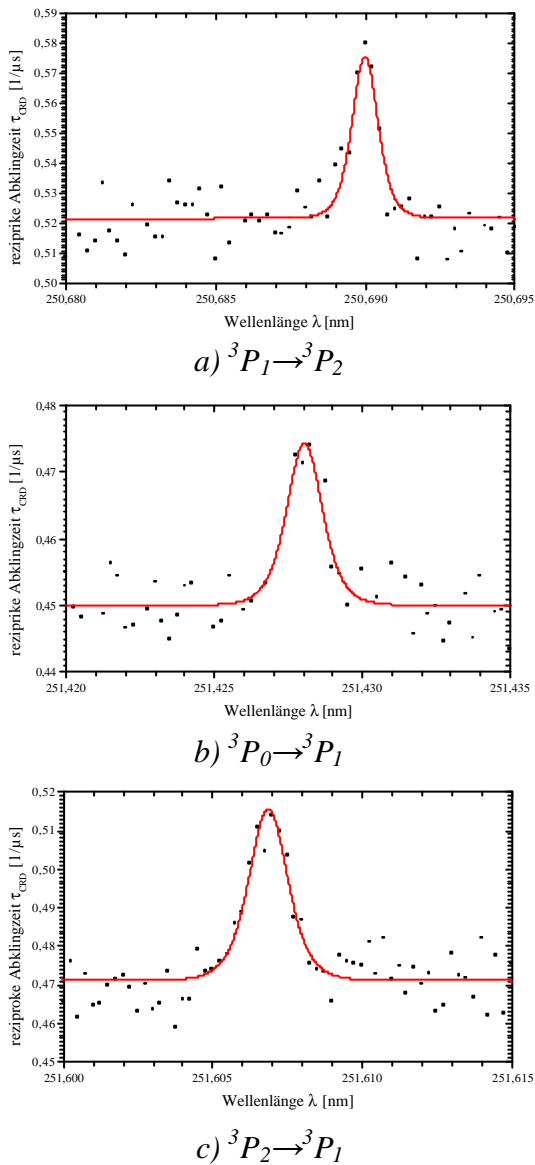 0,59
0,58
0,57
0,56
0,55
0,54
0,53
0,52
0,51
0,50
reziprike Abklingzeit τCRD [1/μs]
250,680 250,685 250,690 250,695
Wellenlänge λ [nm]
a) ³P₁→³P₂
0,48
0,47
0,46
0,45
0,44
reziprike Abklingzeit τCRD [1/μs]
251,420 251,425 251,430 251,435
Wellenlänge λ [nm]
b) ³P₀→³P₁
0,52
0,51
0,50
0,49
0,48
0,47
0,46
0,45
reziproke Abklingzeit τCRD [1/μs]
251,600 251,605 251,610 251,615
Wellenlänge λ [nm]
c) ³P₂→³P₁